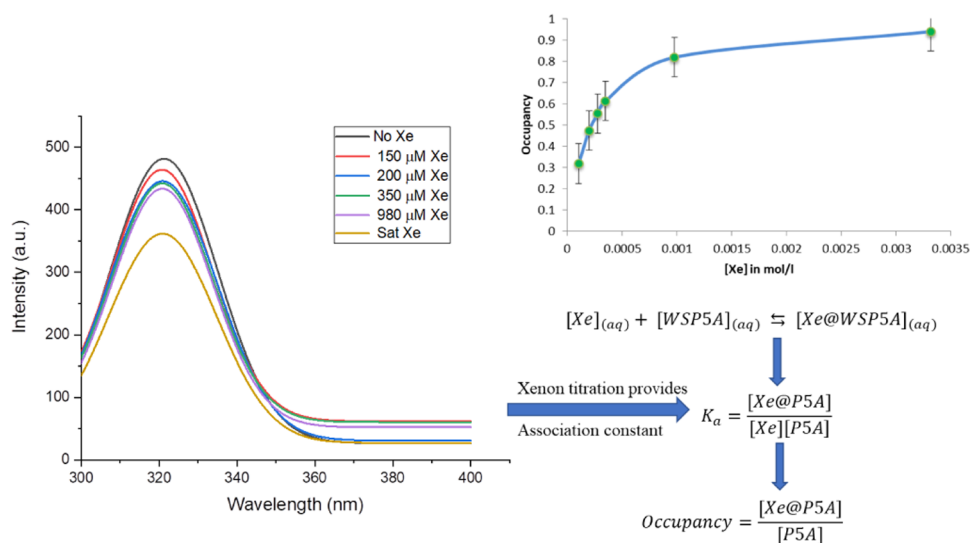 500
400
300
200
100
0
300
320
340
360
380
400
Intensity (a.u.)
Wavelength (nm)
No Xe
150 μM Xe
200 μM Xe
350 μM Xe
980 μM Xe
Sat Xe
1
0.9
0.8
0.7
0.6
0.5
0.4
0.3
0.2
0.1
0
0.0005
0.001
0.0015
0.002
0.0025
0.003
0.0035
Occupancy
[Xe] in mol/l
[Xe](aq) + [WSP5A](aq) ⇆ [Xe@WSP5A](aq)
Xenon titration provides
Association constant
Ka = [Xe@P5A] / [Xe][P5A]
Occupancy = [Xe@P5A] / [P5A]